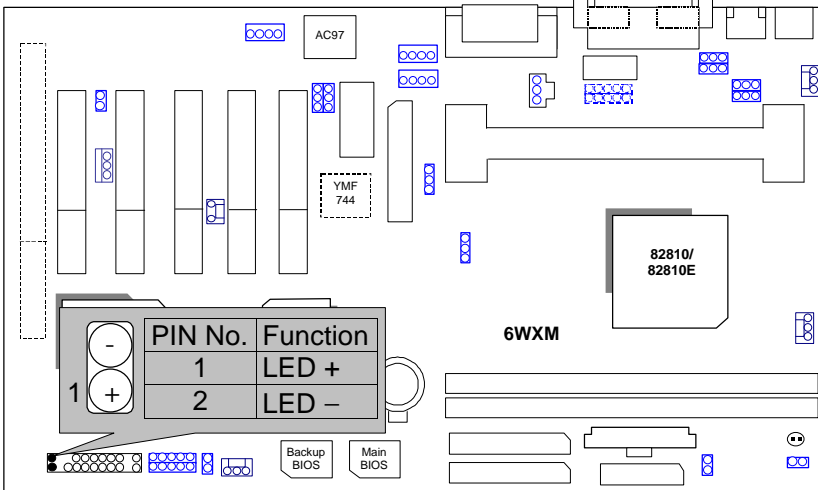 AC97
YMF
744
82810/
82810E
6WXM
PIN No. Function
- 1 LED +
1 + 2 LED –
Backup
BIOS
Main
BIOS